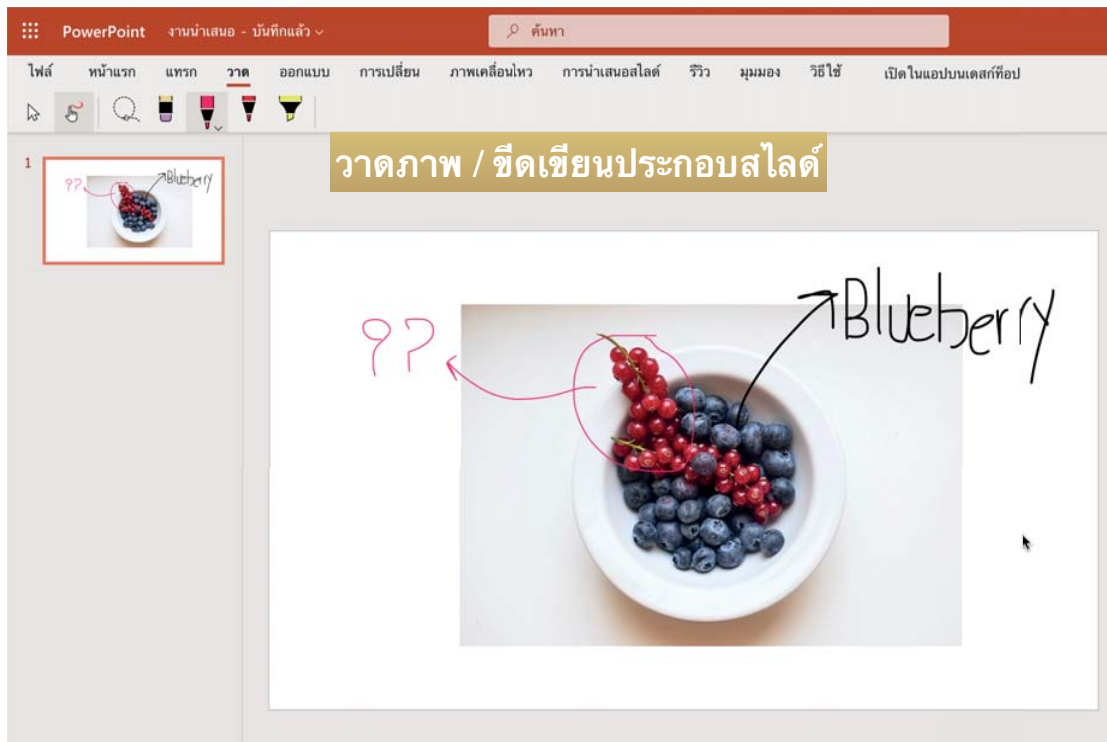 PowerPoint งานนำเสนอ - บันทึกแล้ว
ค้นหา
ไฟล์ หน้าแรก แทรก วาด ออกแบบ การเปลี่ยน ภาพเคลื่อนไหว การนำเสนอสไลด์ รีวิว มุมมอง วิธีใช้ เปิดในแอปบนเดสก์ท็อป
วาดภาพ / ขีดเขียนประกอบสไลด์
1
?? Blueberry
?? Blueberry